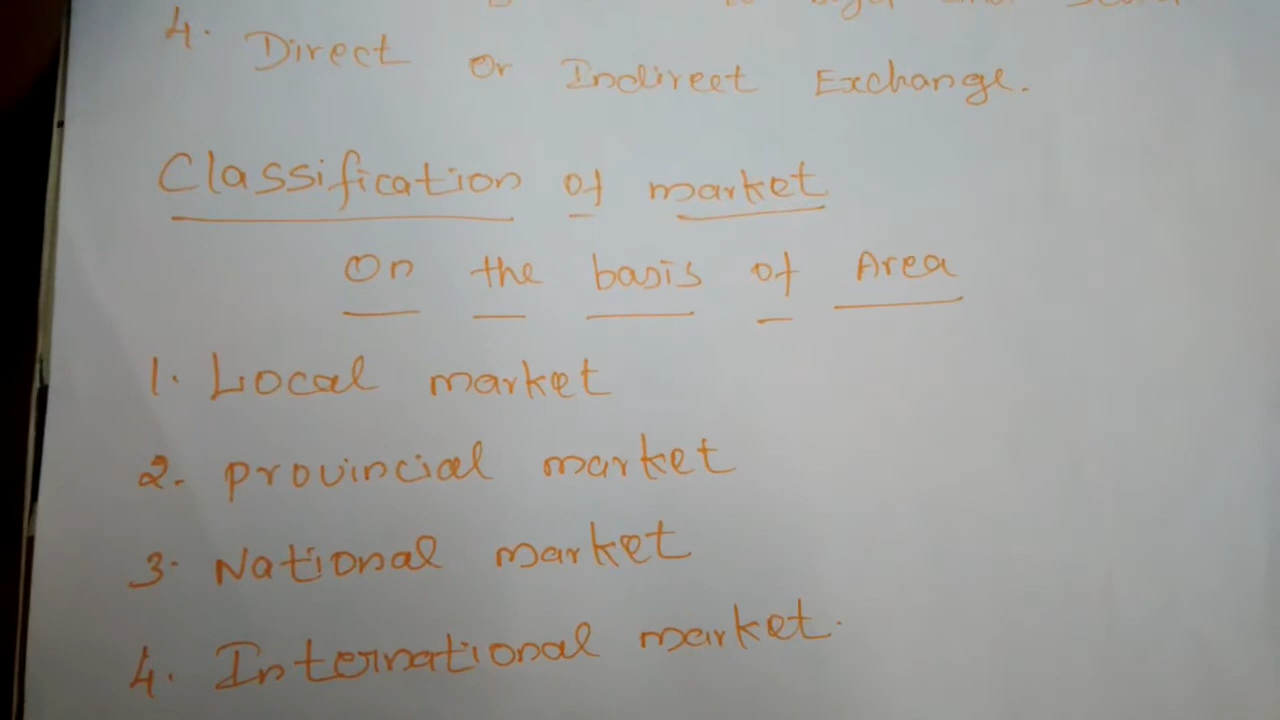 4. Direct Or Indirect Exchange.
Classification of market
On the basis of Area
1. Local market
2. Provincial market
3. National market
4. International market.